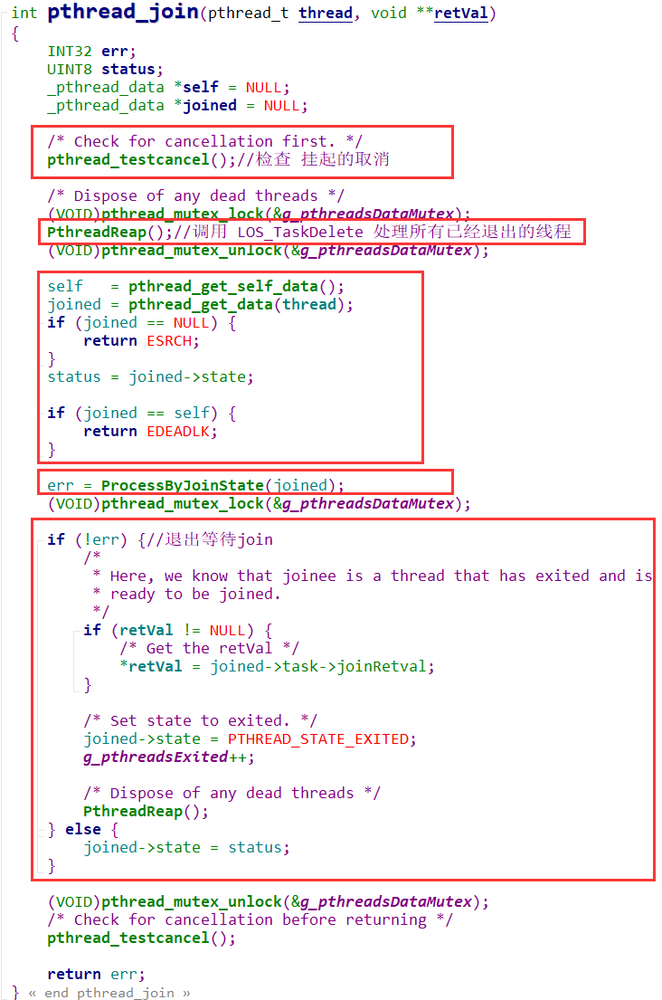 int pthread_join(pthread_t thread, void **retVal)
{
    INT32 err;
    UINT8 status;
    _pthread_data *self = NULL;
    _pthread_data *joined = NULL;

    /* Check for cancellation first. */
    pthread_testcancel();//检查 挂起的取消

    /* Dispose of any dead threads */
    (VOID)pthread_mutex_lock(&g_pthreadsDataMutex);
    PthreadReap();//调用 LOS_TaskDelete 处理所有已经退出的线程
    (VOID)pthread_mutex_unlock(&g_pthreadsDataMutex);

    self   = pthread_get_self_data();
    joined = pthread_get_data(thread);
    if (joined == NULL) {
        return ESRCH;
    }
    status = joined->state;

    if (joined == self) {
        return EDEADLK;
    }

    err = ProcessByJoinState(joined);
    (VOID)pthread_mutex_lock(&g_pthreadsDataMutex);

    if (!err) {//退出等待join
        /*
         * Here, we know that joinee is a thread that has exited and is
         * ready to be joined.
         */
        if (retVal != NULL) {
            /* Get the retVal */
            *retVal = joined->task->joinRetval;
        }

        /* Set state to exited. */
        joined->state = PTHREAD_STATE_EXITED;
        g_pthreadsExited++;

        /* Dispose of any dead threads */
        PthreadReap();
    } else {
        joined->state = status;
    }

    (VOID)pthread_mutex_unlock(&g_pthreadsDataMutex);
    /* Check for cancellation before returning */
    pthread_testcancel();

    return err;
} « end pthread_join »